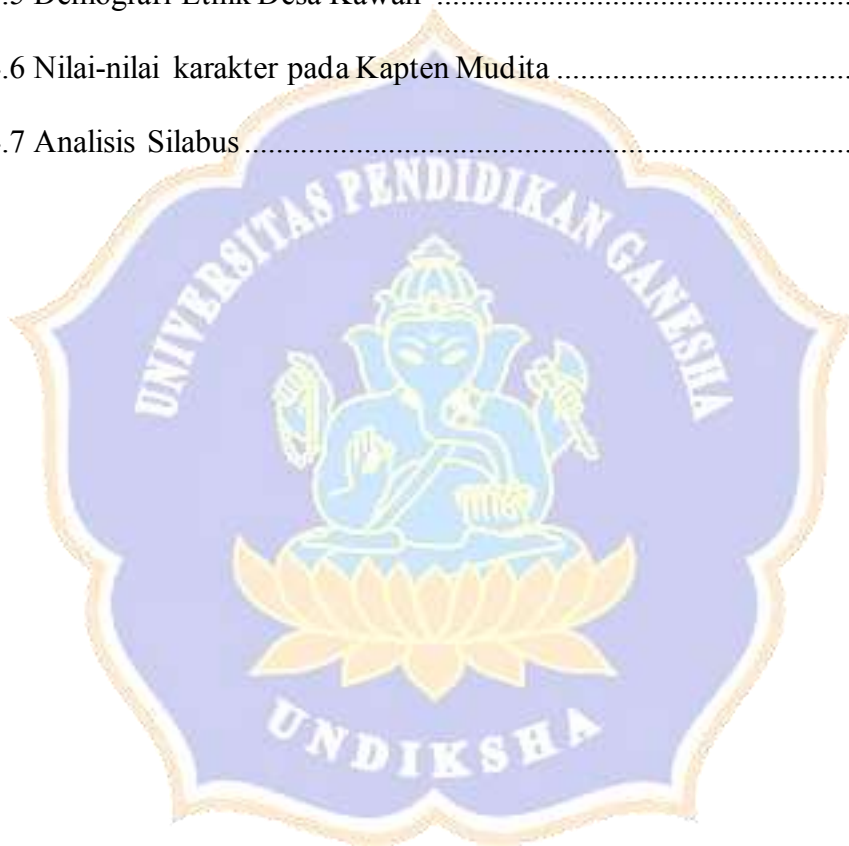 .5 Demografi Etnik Desa Kawan ........................................
.6 Nilai-nilai karakter pada Kapten Mudita ........................................
.7 Analisis Silabus ........................................
UNIVERSITAS PENDIDIKAN GANESHA
UNDIKSHA